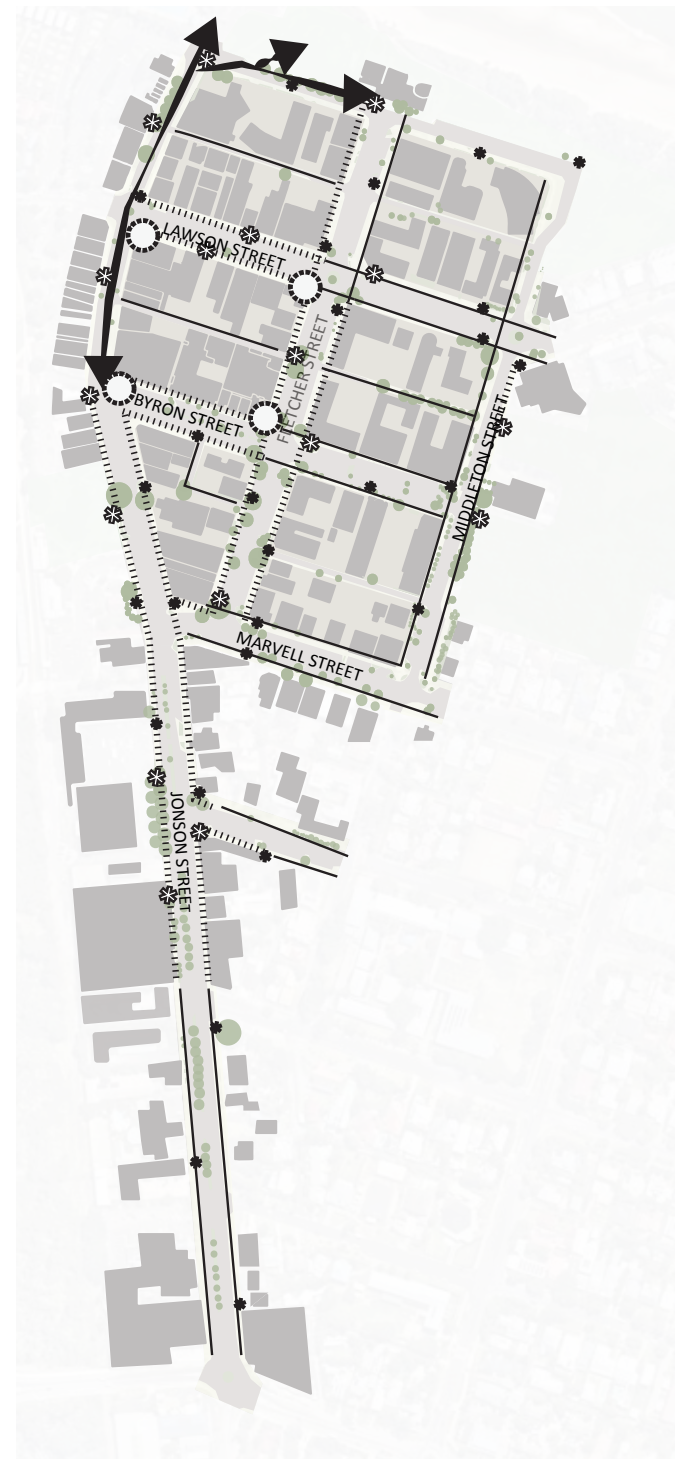 LAWSON STREET
FLETCHER STREET
BYRON STREET
MIDDLETON STREET
MARVELL STREET
JONSON STREET